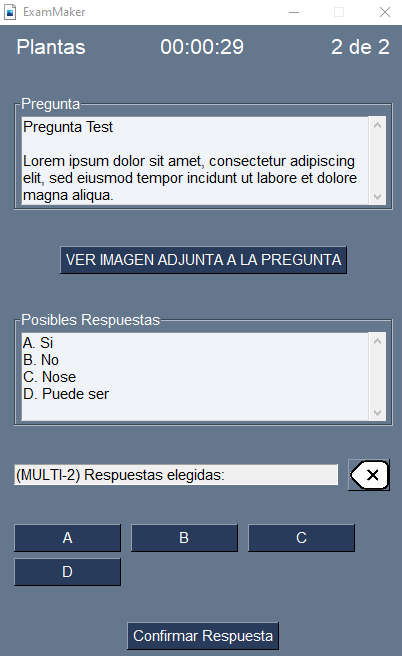 ExamMaker
Plantas 00:00:29 2 de 2
Pregunta
Pregunta Test
Lorem ipsum dolor sit amet, consectetur adipiscing
elit, sed eiusmod tempor incidunt ut labore et dolore
magna aliqua.
VER IMAGEN ADJUNTA A LA PREGUNTA
Posibles Respuestas
A. Si
B. No
C. Nose
D. Puede ser
(MULTI-2) Respuestas elegidas:
A B C
D
Confirmar Respuesta